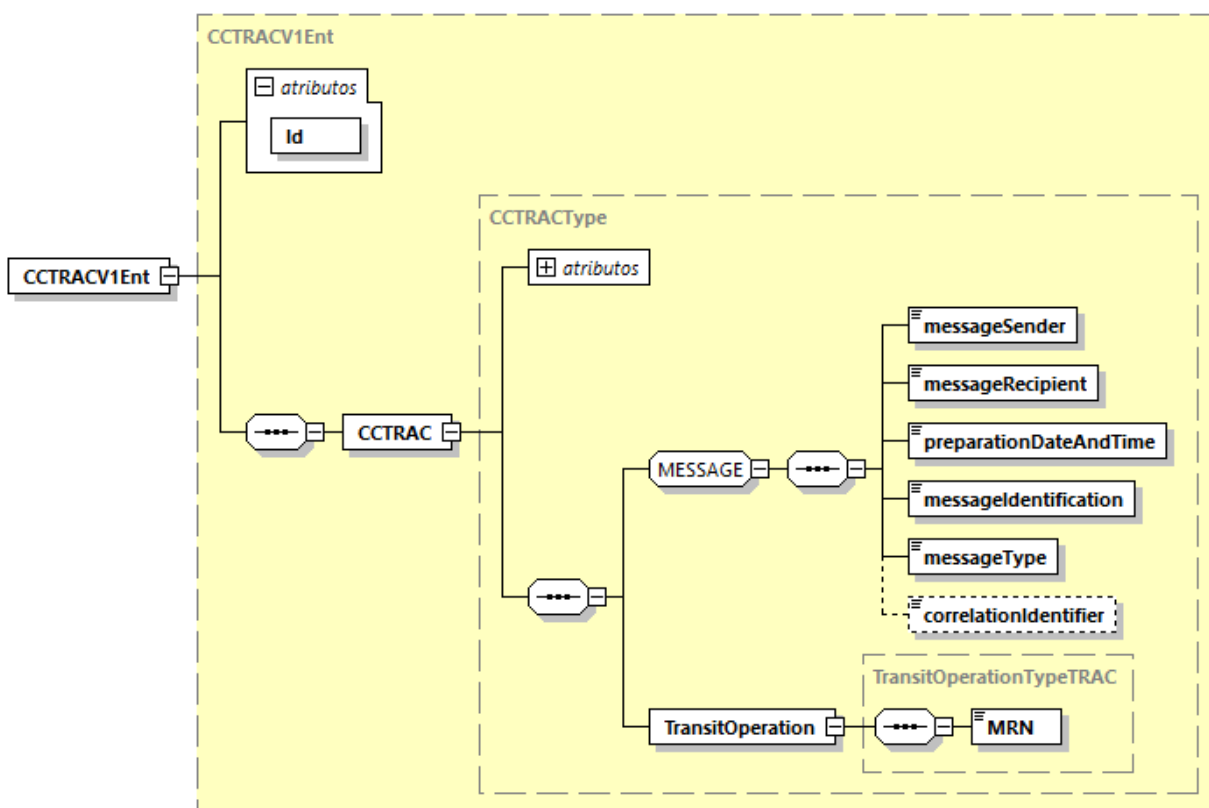 CCTRACV1Ent
atributos
Id
CCTRACType
atributos
CCTRACV1Ent
messageSender
messageRecipient
CCTRAC
preparationDateAndTime
MESSAGE
messageIdentification
messageType
correlationIdentifier
TransitOperationTypeTRAC
TransitOperation
MRN